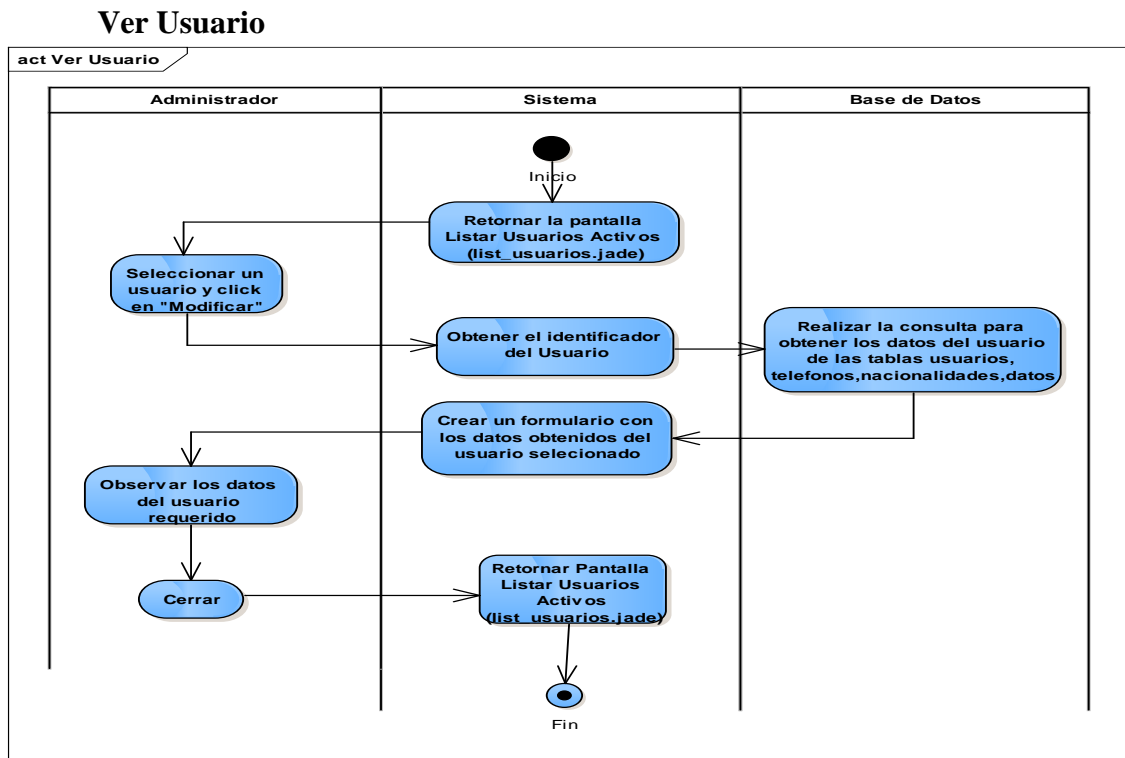 Ver Usuario
act Ver Usuario
Administrador
Sistema
Base de Datos
Inicio
Retornar la pantalla
Listar Usuarios Activos
(list_usuarios.jade)
Seleccionar un
usuario y click
en "Modificar"
Obtener el identificador
del Usuario
Realizar la consulta para
obtener los datos del usuario
de las tablas usuarios,
telefonos,nacionalidades,datos
Crear un formulario con
los datos obtenidos del
usuario selecionado
Observar los datos
del usuario
requerido
Cerrar
Retornar Pantalla
Listar Usuarios
Activos
(list_usuarios.jade)
Fin